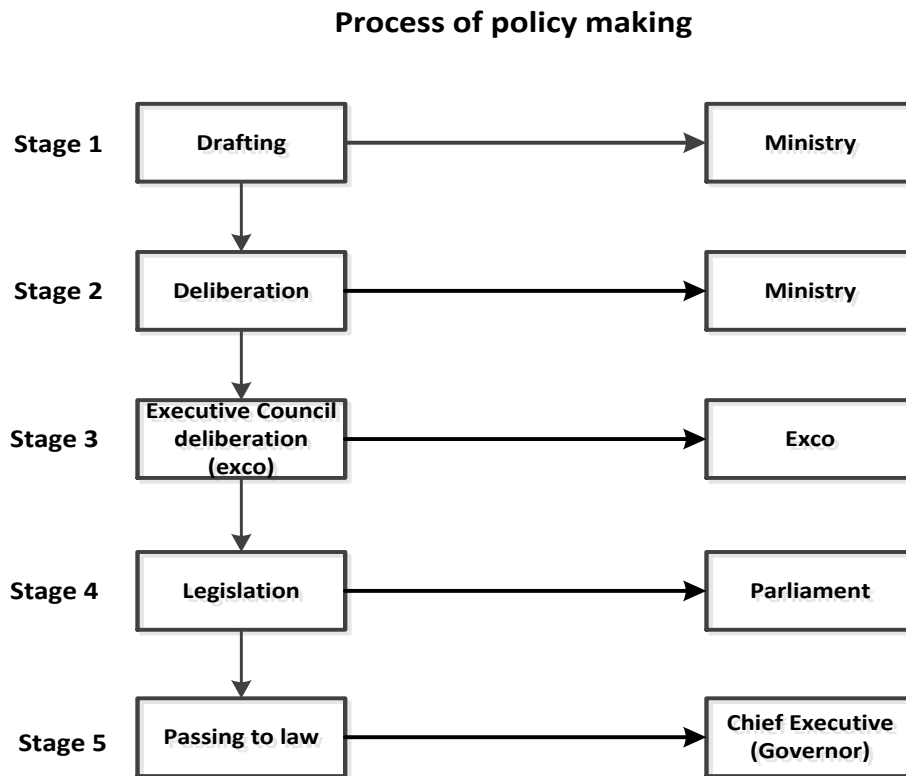 Process of policy making
Stage 1
Drafting
Ministry
Stage 2
Deliberation
Ministry
Stage 3
Executive Council
deliberation
(exco)
Exco
Stage 4
Legislation
Parliament
Stage 5
Passing to law
Chief Executive
(Governor)